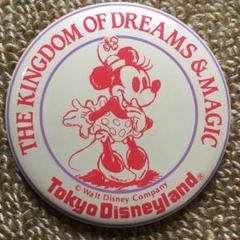 THE KINGDOM OF DREAMS & MAGIC
© Walt Disney Company
Tokyo Disneyland®